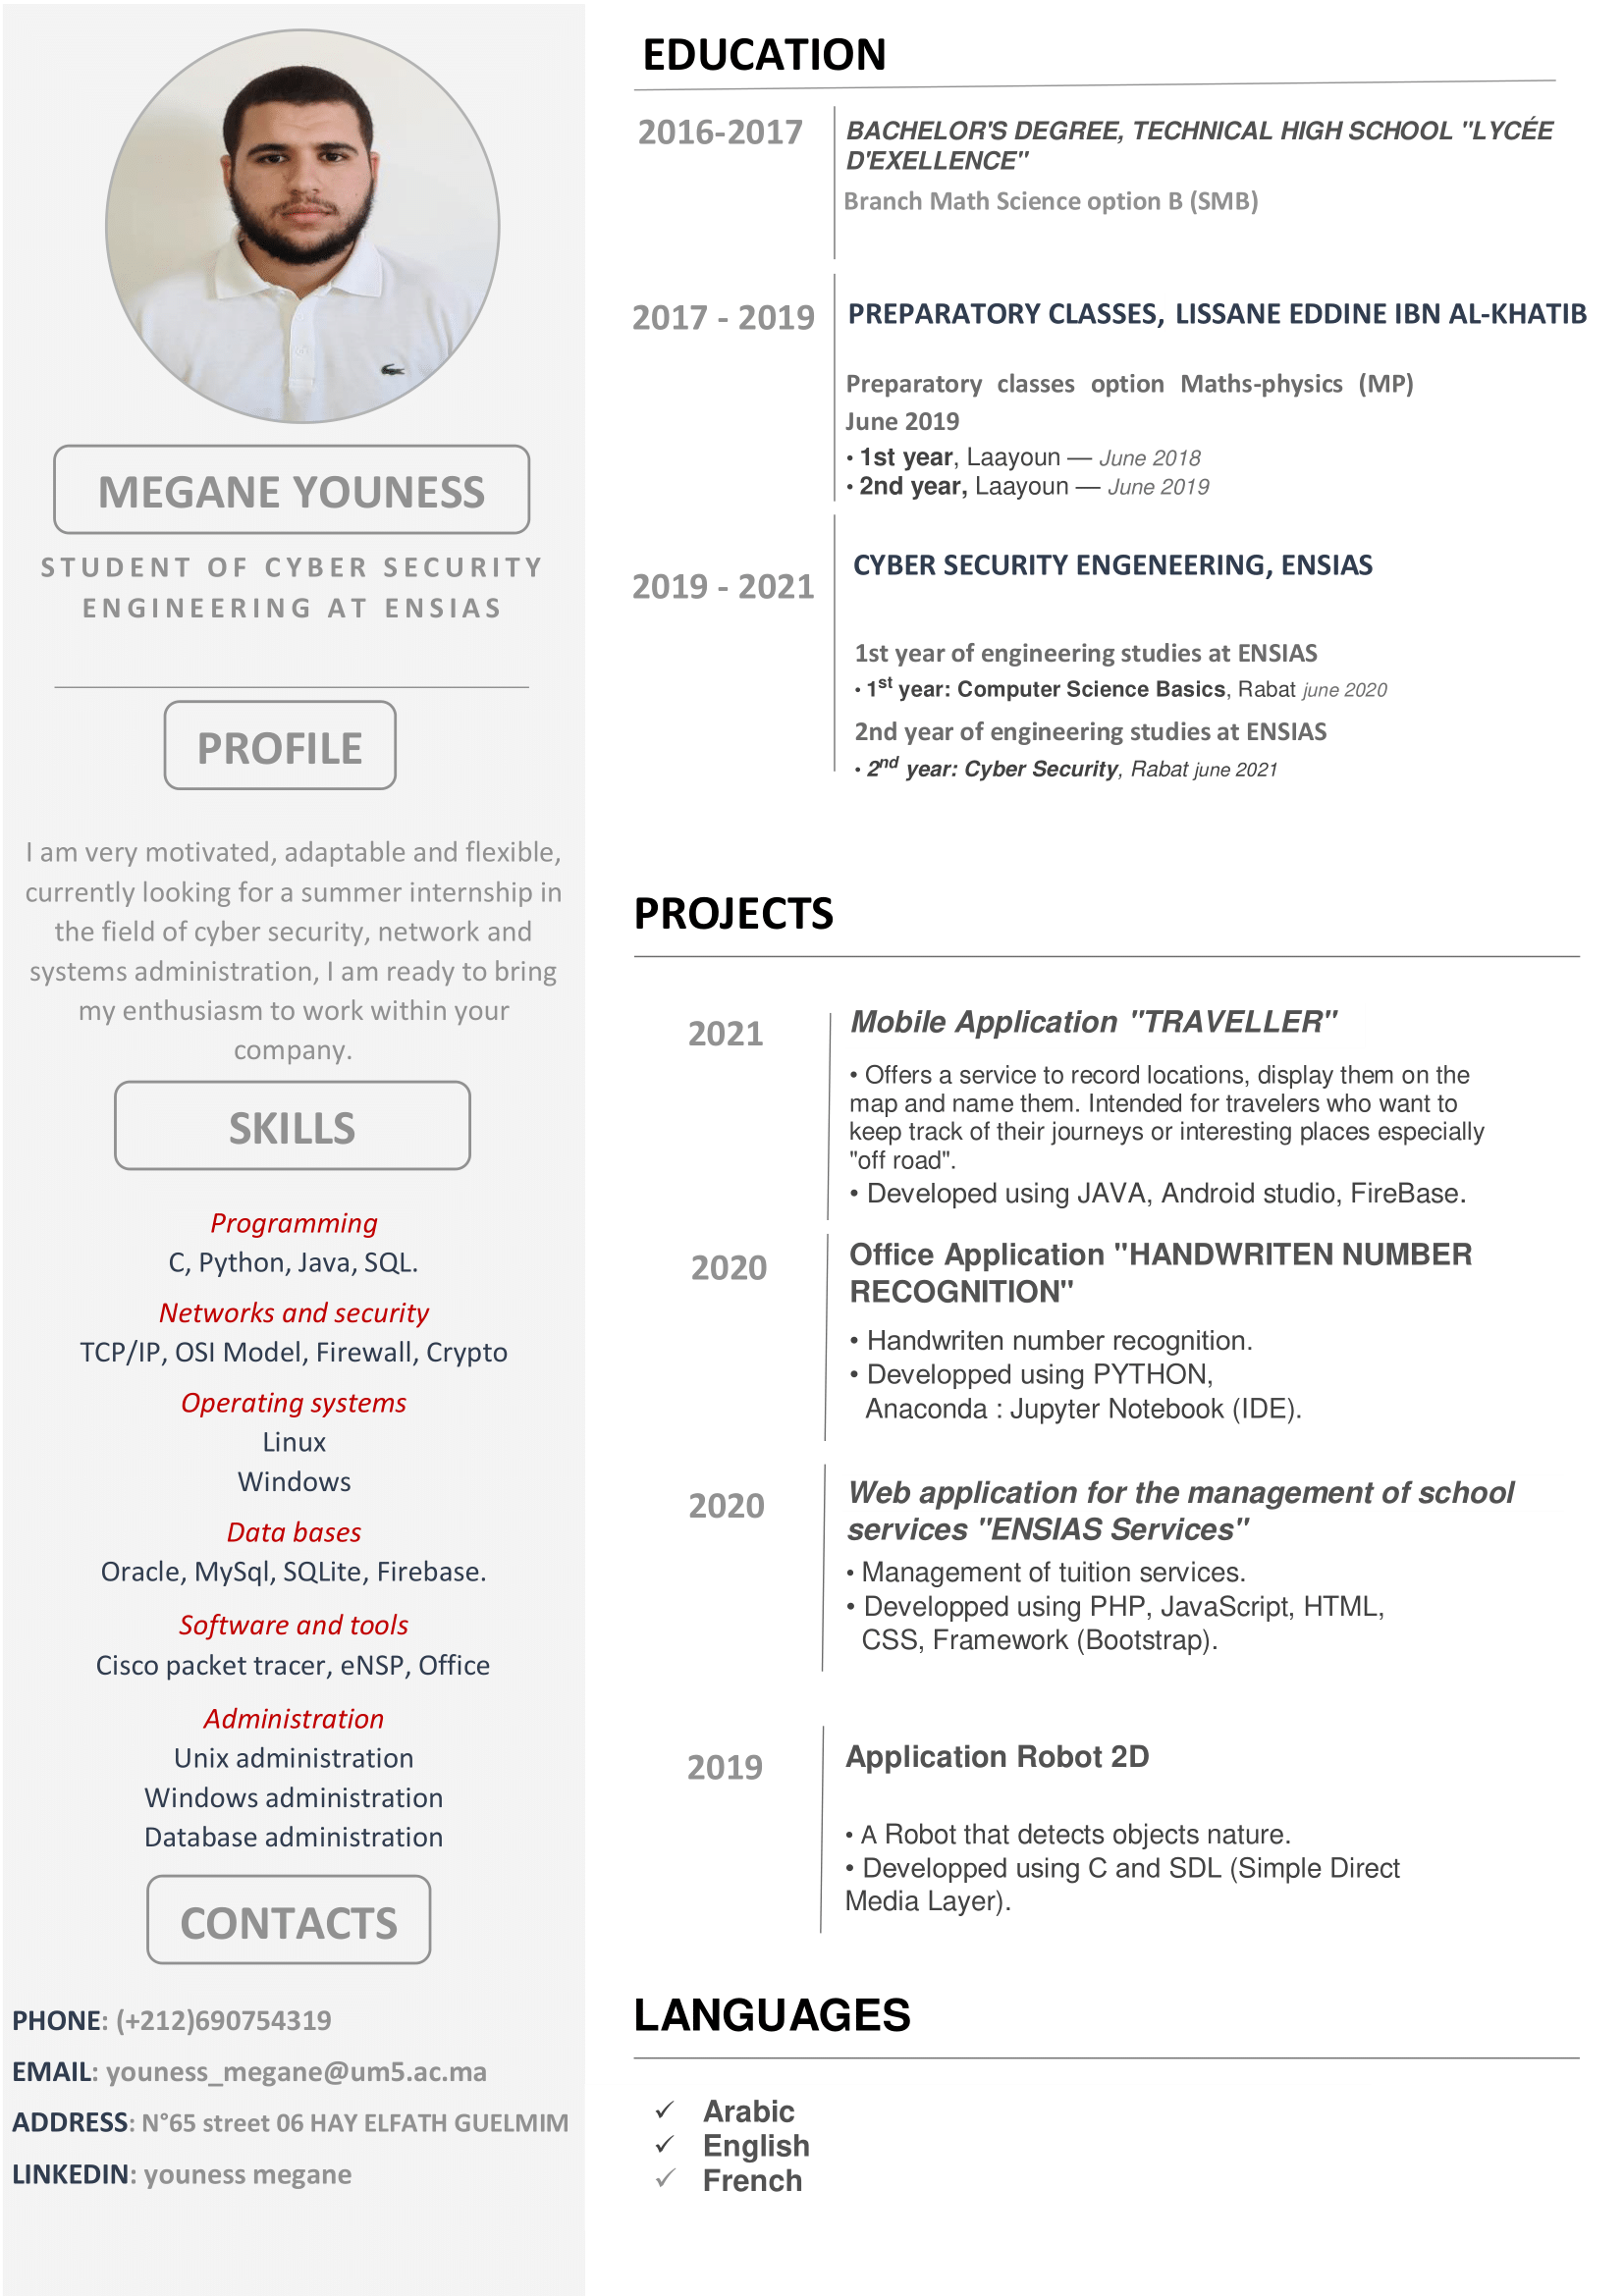 MEGANE YOUNESS
STUDENT OF CYBER SECURITY
ENGINEERING AT ENSIAS
PROFILE
I am very motivated, adaptable and flexible,
currently looking for a summer internship in
the field of cyber security, network and
systems administration, I am ready to bring
my enthusiasm to work within your
company.
SKILLS
Programming
C, Python, Java, SQL.
Networks and security
TCP/IP, OSI Model, Firewall, Crypto
Operating systems
Linux
Windows
Data bases
Oracle, MySql, SQLite, Firebase.
Software and tools
Cisco packet tracer, eNSP, Office
Administration
Unix administration
Windows administration
Database administration
CONTACTS
PHONE: (+212)690754319
EMAIL: youness_megane@um5.ac.ma
ADDRESS: N°65 street 06 HAY ELFATH GUELMIM
LINKEDIN: youness megane
EDUCATION
2016-2017
BACHELOR'S DEGREE, TECHNICAL HIGH SCHOOL "LYCÉE
D'EXELLENCE"
Branch Math Science option B (SMB)
2017 - 2019
PREPARATORY CLASSES, LISSANE EDDINE IBN AL-KHATIB
Preparatory classes option Maths-physics (MP)
June 2019
• 1st year, Laayoun — June 2018
• 2nd year, Laayoun — June 2019
2019 - 2021
CYBER SECURITY ENGENEERING, ENSIAS
1st year of engineering studies at ENSIAS
• 1st year: Computer Science Basics, Rabat june 2020
2nd year of engineering studies at ENSIAS
• 2nd year: Cyber Security, Rabat june 2021
PROJECTS
2021
Mobile Application "TRAVELLER"
• Offers a service to record locations, display them on the
map and name them. Intended for travelers who want to
keep track of their journeys or interesting places especially
"off road".
• Developed using JAVA, Android studio, FireBase.
2020
Office Application "HANDWRITEN NUMBER
RECOGNITION"
• Handwriten number recognition.
• Developped using PYTHON,
Anaconda : Jupyter Notebook (IDE).
2020
Web application for the management of school
services "ENSIAS Services"
• Management of tuition services.
• Developped using PHP, JavaScript, HTML,
CSS, Framework (Bootstrap).
2019
Application Robot 2D
• A Robot that detects objects nature.
• Developped using C and SDL (Simple Direct
Media Layer).
LANGUAGES
✓ Arabic
✓ English
✓ French